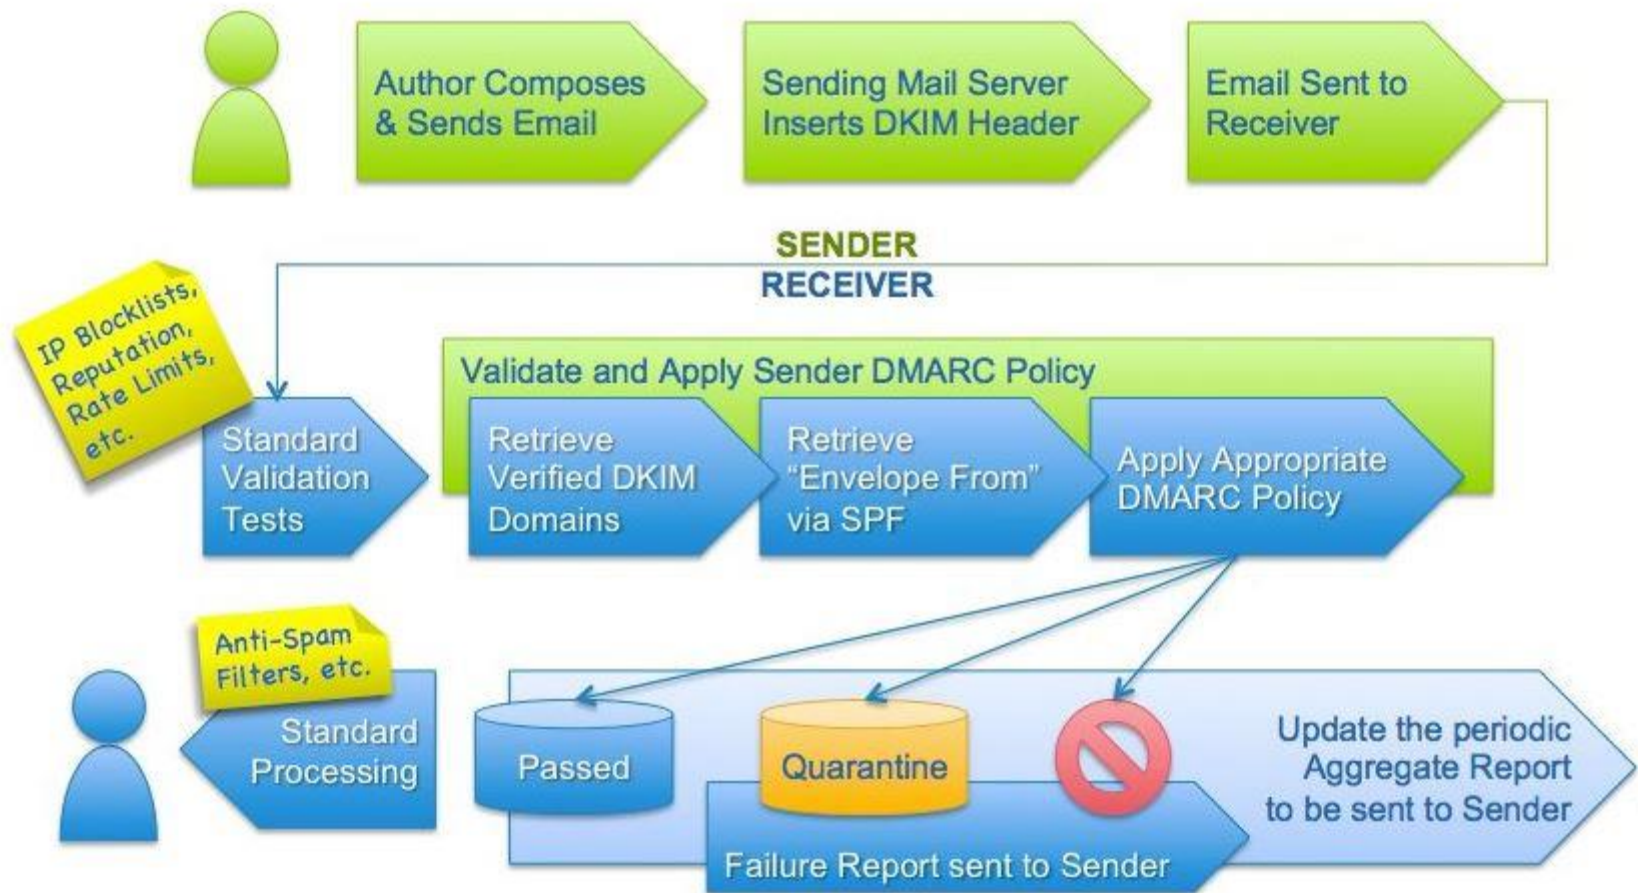 Author Composes
& Sends Email
Sending Mail Server
Inserts DKIM Header
Email Sent to
Receiver
SENDER
RECEIVER
IP Blocklists,
Reputation,
Rate Limits,
etc.
Validate and Apply Sender DMARC Policy
Standard
Validation
Tests
Retrieve
Verified DKIM
Domains
Retrieve
“Envelope From”
via SPF
Apply Appropriate
DMARC Policy
Anti-Spam
Filters, etc.
Standard
Processing
Passed
Quarantine
Update the periodic
Aggregate Report
to be sent to Sender
Failure Report sent to Sender